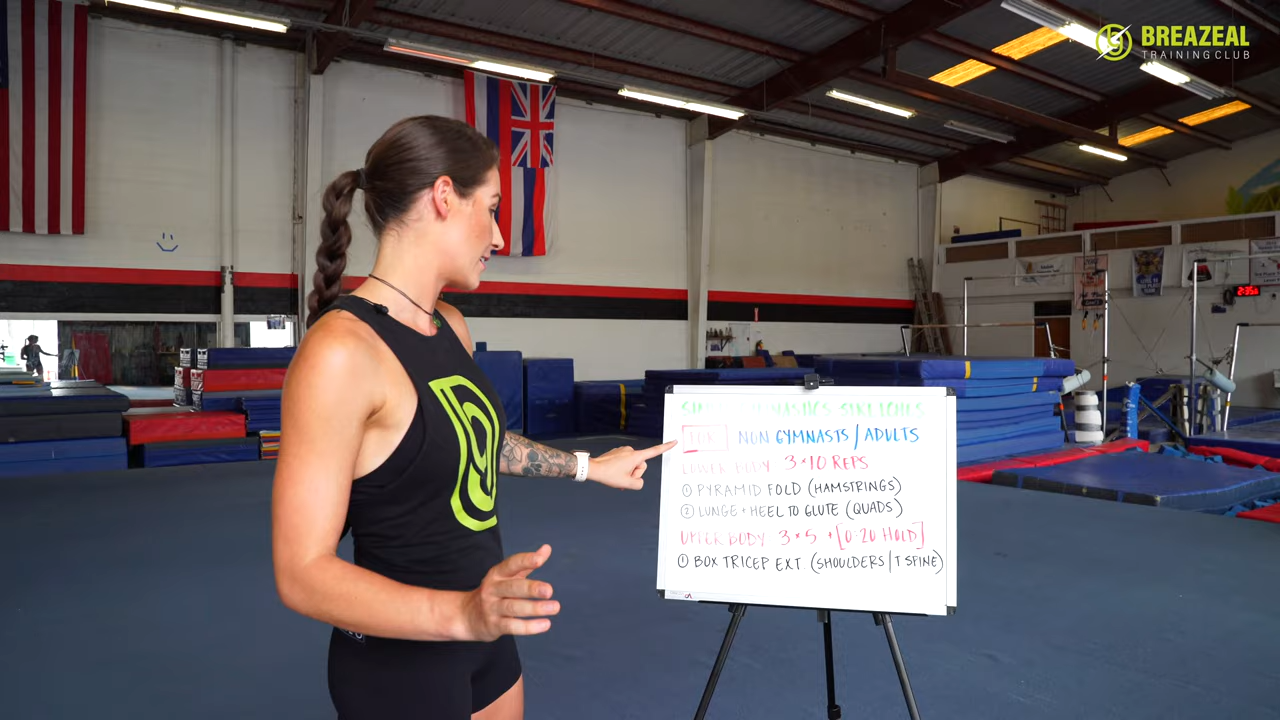 BREAZEAL
TRAINING CLUB
GYMNASTICS STRETCHES
FOR NON GYMNASTS/ADULTS
LOWER BODY 3×10 REPS
① PYRAMID FOLD (HAMSTRINGS)
② LUNGE + HEEL TO GLUTE (QUADS)
UPPER BODY 3×5 + [0:20 HOLD]
① BOX TRICEP EXT. (SHOULDERS/T SPINE)